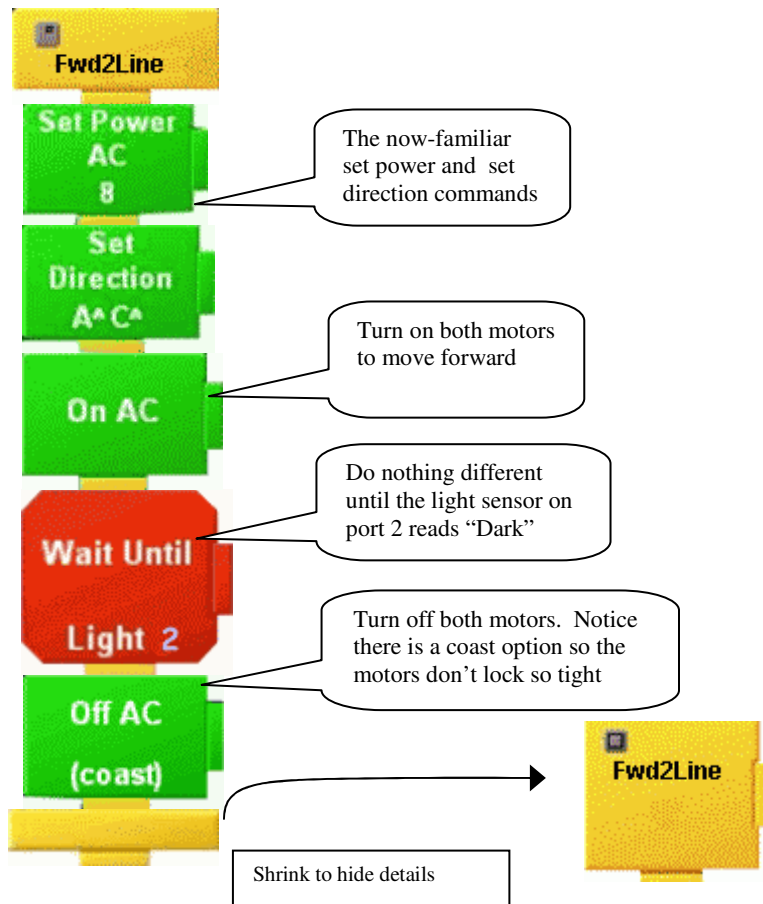 Fwd2Line
Set Power
AC
8
The now-familiar
set power and set
direction commands
Set
Direction
A^ C^
Turn on both motors
to move forward
On AC
Do nothing different
until the light sensor on
port 2 reads “Dark”
Wait Until
Light 2
Turn off both motors. Notice
there is a coast option so the
motors don’t lock so tight
Off AC
(coast)
Fwd2Line
Shrink to hide details